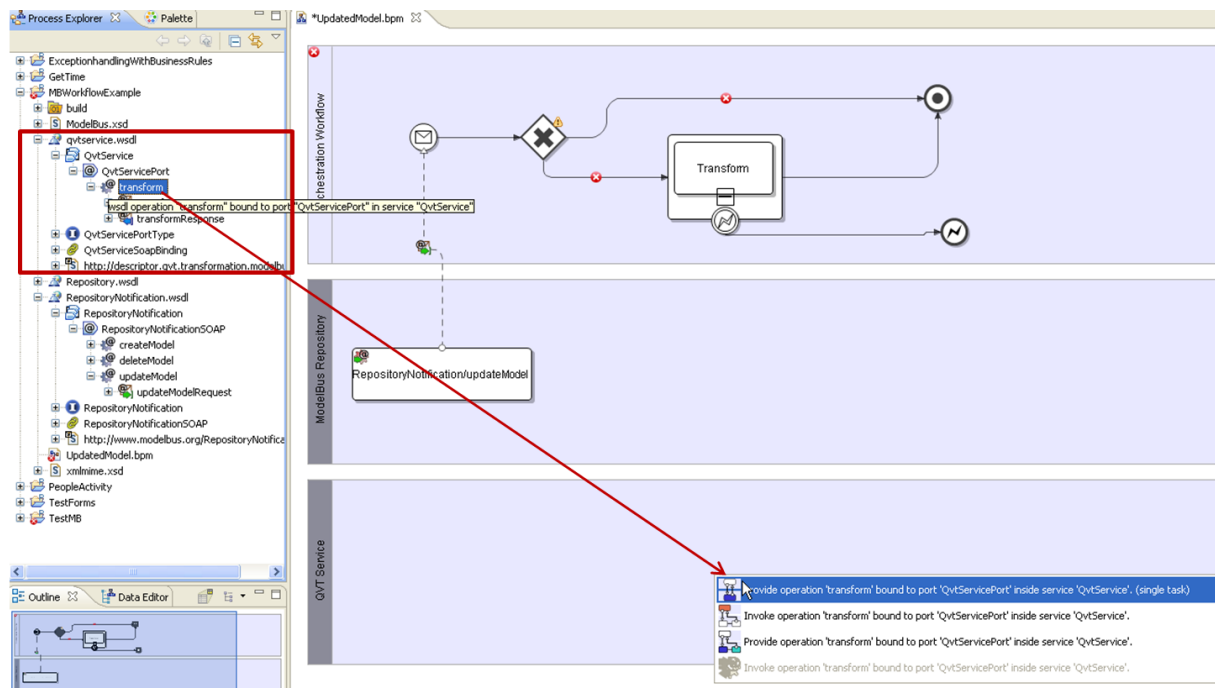 Process Explorer
Palette
ExceptionhandlingWithBusinessRules
GetTime
MBWorkflowExample
build
ModelBus.xsd
qvtservice.wsdl
QvtService
QvtServicePort
transform
wsdl operation "transform" bound to port "QvtServicePort" in service "QvtService"
transformResponse
QvtServicePortType
QvtServiceSoapBinding
http://descriptor.qvt.transformation.modelbu
Repository.wsdl
RepositoryNotification.wsdl
RepositoryNotification
RepositoryNotificationSOAP
createModel
deleteModel
updateModel
updateModelRequest
RepositoryNotification
RepositoryNotificationSOAP
http://www.modelbus.org/RepositoryNotifica
UpdatedModel.bpm
xmlmime.xsd
PeopleActivity
TestForms
TestMB
Outline
Data Editor
*UpdatedModel.bpm
chestration Workflow
Transform
ModelBus Repository
RepositoryNotification/updateModel
QVT Service
rovide operation 'transform' bound to port 'QvtServicePort' inside service 'QvtService'. (single task)
Invoke operation 'transform' bound to port 'QvtServicePort' inside service 'QvtService'.
Provide operation 'transform' bound to port 'QvtServicePort' inside service 'QvtService'.
Invoke operation 'transform' bound to port 'QvtServicePort' inside service 'QvtService'.